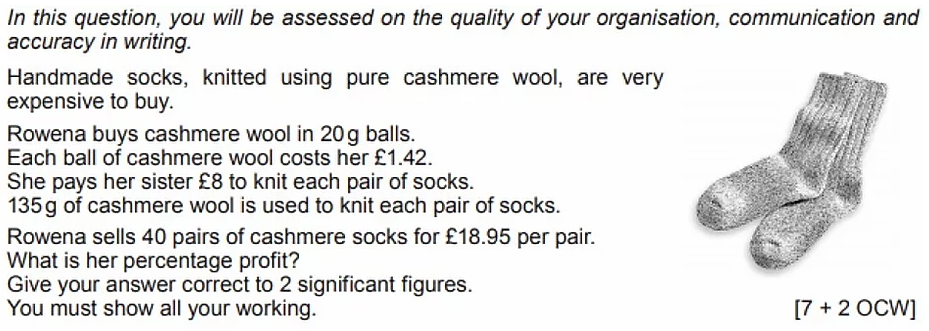 In this question, you will be assessed on the quality of your organisation, communication and
accuracy in writing.
Handmade socks, knitted using pure cashmere wool, are very
expensive to buy.
Rowena buys cashmere wool in 20 g balls.
Each ball of cashmere wool costs her £1.42.
She pays her sister £8 to knit each pair of socks.
135 g of cashmere wool is used to knit each pair of socks.
Rowena sells 40 pairs of cashmere socks for £18.95 per pair.
What is her percentage profit?
Give your answer correct to 2 significant figures.
You must show all your working.
[7 + 2 OCW]